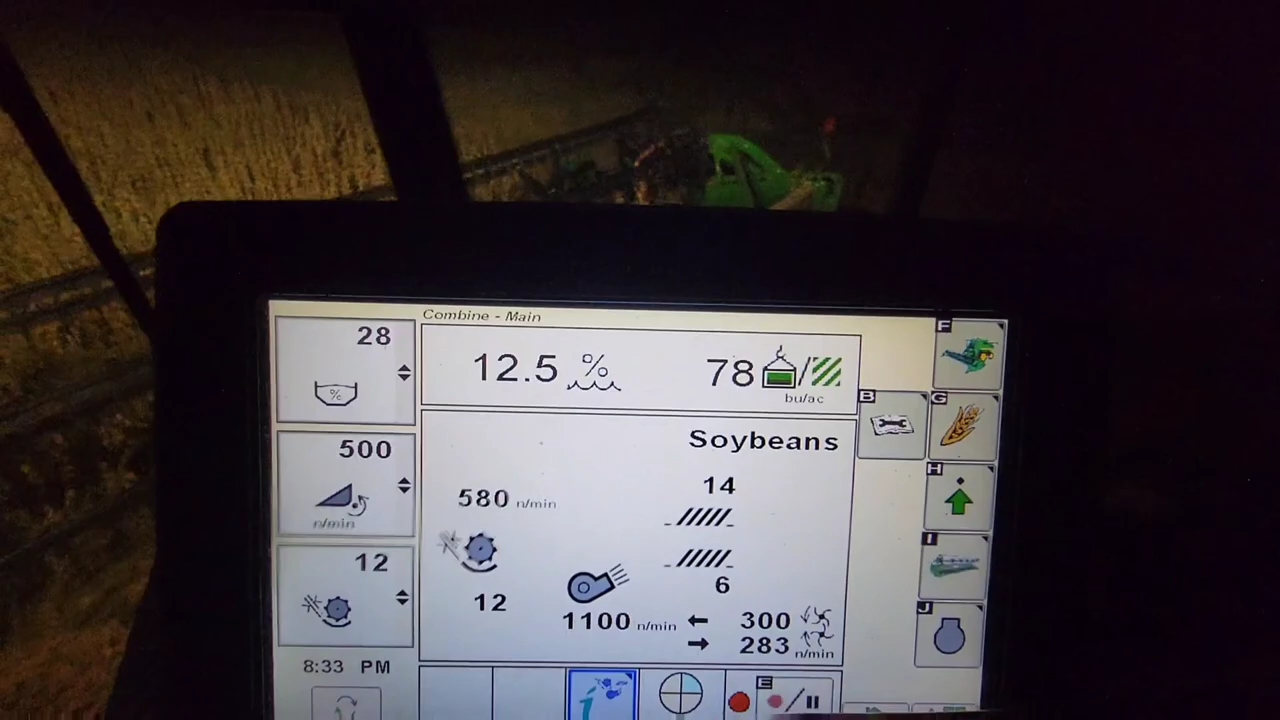 Combine - Main
28
%
500
n/min
12
8:33 PM
12.5 %
78 /
bu/ac
Soybeans
580 n/min
12
14
6
1100 n/min
300
283
n/min
B
F
G
H
I
J
E
i